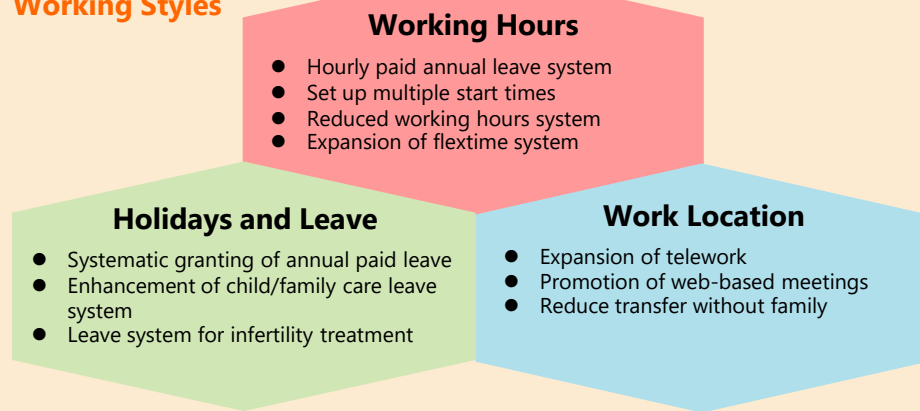 Working Styles
Working Hours
● Hourly paid annual leave system
● Set up multiple start times
● Reduced working hours system
● Expansion of flextime system
Holidays and Leave
● Systematic granting of annual paid leave
● Enhancement of child/family care leave
system
● Leave system for infertility treatment
Work Location
● Expansion of telework
● Promotion of web-based meetings
● Reduce transfer without family